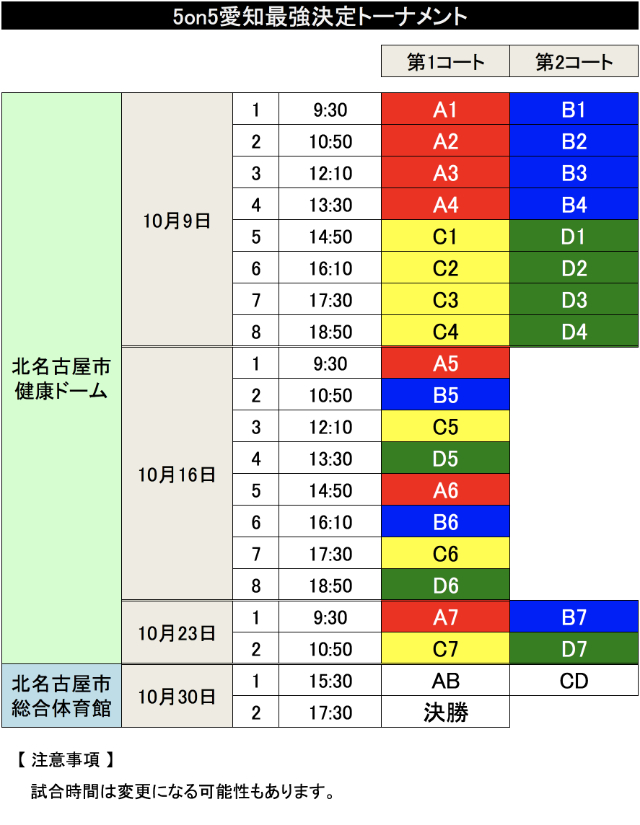 5on5愛知最強決定トーナメント
第1コート 第2コート
北名古屋市
健康ドーム
10月9日
1 9:30 A1 B1
2 10:50 A2 B2
3 12:10 A3 B3
4 13:30 A4 B4
5 14:50 C1 D1
6 16:10 C2 D2
7 17:30 C3 D3
8 18:50 C4 D4
10月16日
1 9:30 A5
2 10:50 B5
3 12:10 C5
4 13:30 D5
5 14:50 A6
6 16:10 B6
7 17:30 C6
8 18:50 D6
10月23日
1 9:30 A7 B7
2 10:50 C7 D7
北名古屋市
総合体育館
10月30日
1 15:30 AB CD
2 17:30 決勝
【 注意事項 】
試合時間は変更になる可能性もあります。